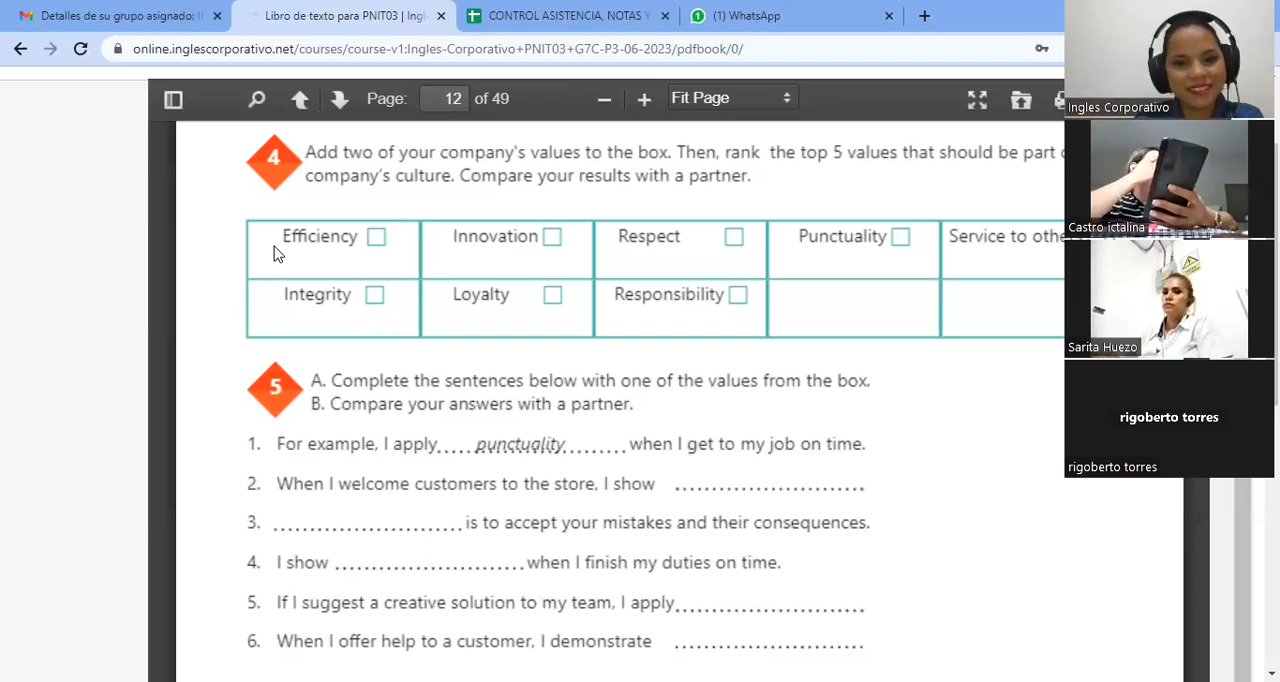 Detalles de su grupo asignado: I
Libro de texto para PNIT03 | Ingl
CONTROL ASISTENCIA, NOTAS Y
(1) WhatsApp
online.inglescorporativo.net/courses/course-v1:Ingles-Corporativo+PNIT03+G7C-P3-06-2023/pdfbook/0/
Page: 12 of 49
Fit Page
Ingles Corporativo
4 Add two of your company's values to the box. Then, rank the top 5 values that should be part
company's culture. Compare your results with a partner.
Castro ictalina
Efficiency
Respect
Punctuality
Service to othe
Integrity
Loyalty
Responsibility
Sarita Huezo
5 A. Complete the sentences below with one of the values from the box.
B. Compare your answers with a partner.
rigoberto torres
rigoberto torres
1. For example, I apply.....punctuality........ when I get to my job on time.
2. When I welcome customers to the store, I show ..........................
3. .......................... is to accept your mistakes and their consequences.
4. I show .......................... when I finish my duties on time.
5. If I suggest a creative solution to my team, I apply..........................
6. When I offer help to a customer, I demonstrate ..........................